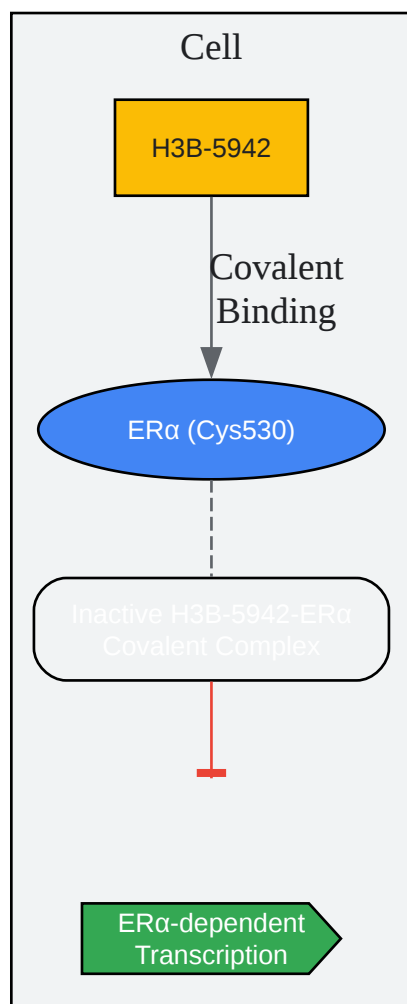 Cell
H3B-5942
Covalent
Binding
ERα (Cys530)
Inactive H3B-5942-ERα
Covalent Complex
ERα-dependent
Transcription